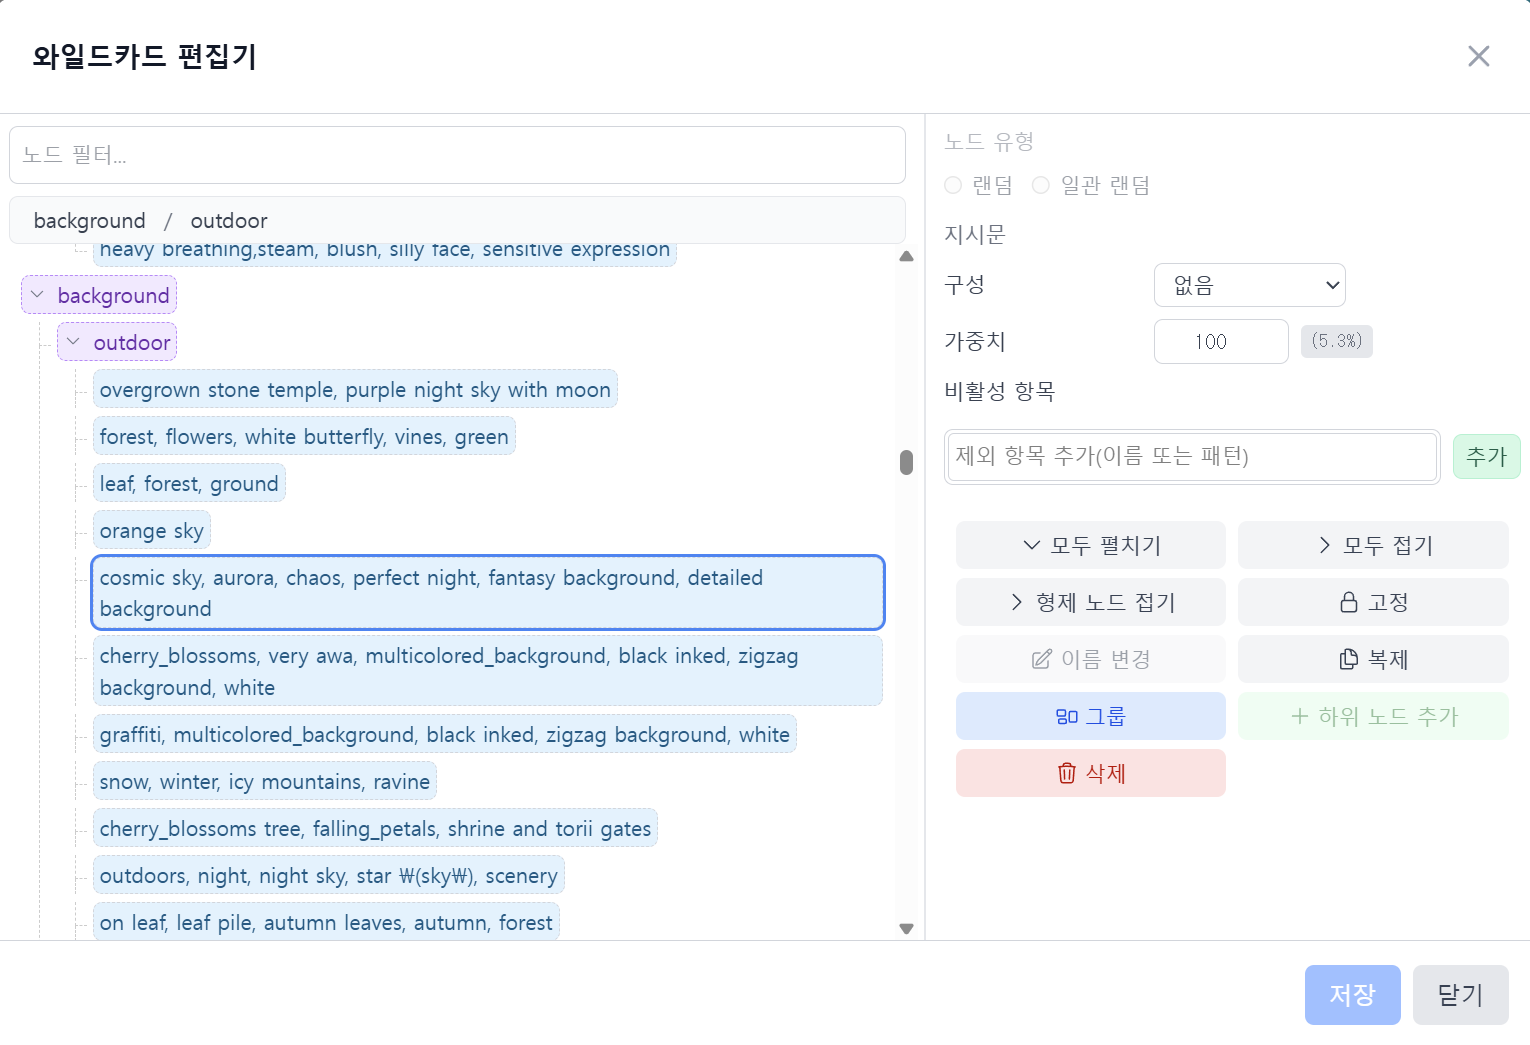 와일드카드 편집기
노드 필터...
background / outdoor
heavy breathing,steam, blush, silly face, sensitive expression
background
outdoor
overgrown stone temple, purple night sky with moon
forest, flowers, white butterfly, vines, green
leaf, forest, ground
orange sky
cosmic sky, aurora, chaos, perfect night, fantasy background, detailed
background
cherry_blossoms, very awa, multicolored_background, black inked, zigzag
background, white
graffiti, multicolored_background, black inked, zigzag background, white
snow, winter, icy mountains, ravine
cherry_blossoms tree, falling_petals, shrine and torii gates
outdoors, night, night sky, star ₩(sky₩), scenery
on leaf, leaf pile, autumn leaves, autumn, forest
노드 유형
랜덤 일관 랜덤
지시문
구성 없음
가중치 100 (5.3%)
비활성 항목
제외 항목 추가(이름 또는 패턴) 추가
모두 펼치기 모두 접기
형제 노드 접기 고정
이름 변경 복제
그룹 하위 노드 추가
삭제
저장 닫기